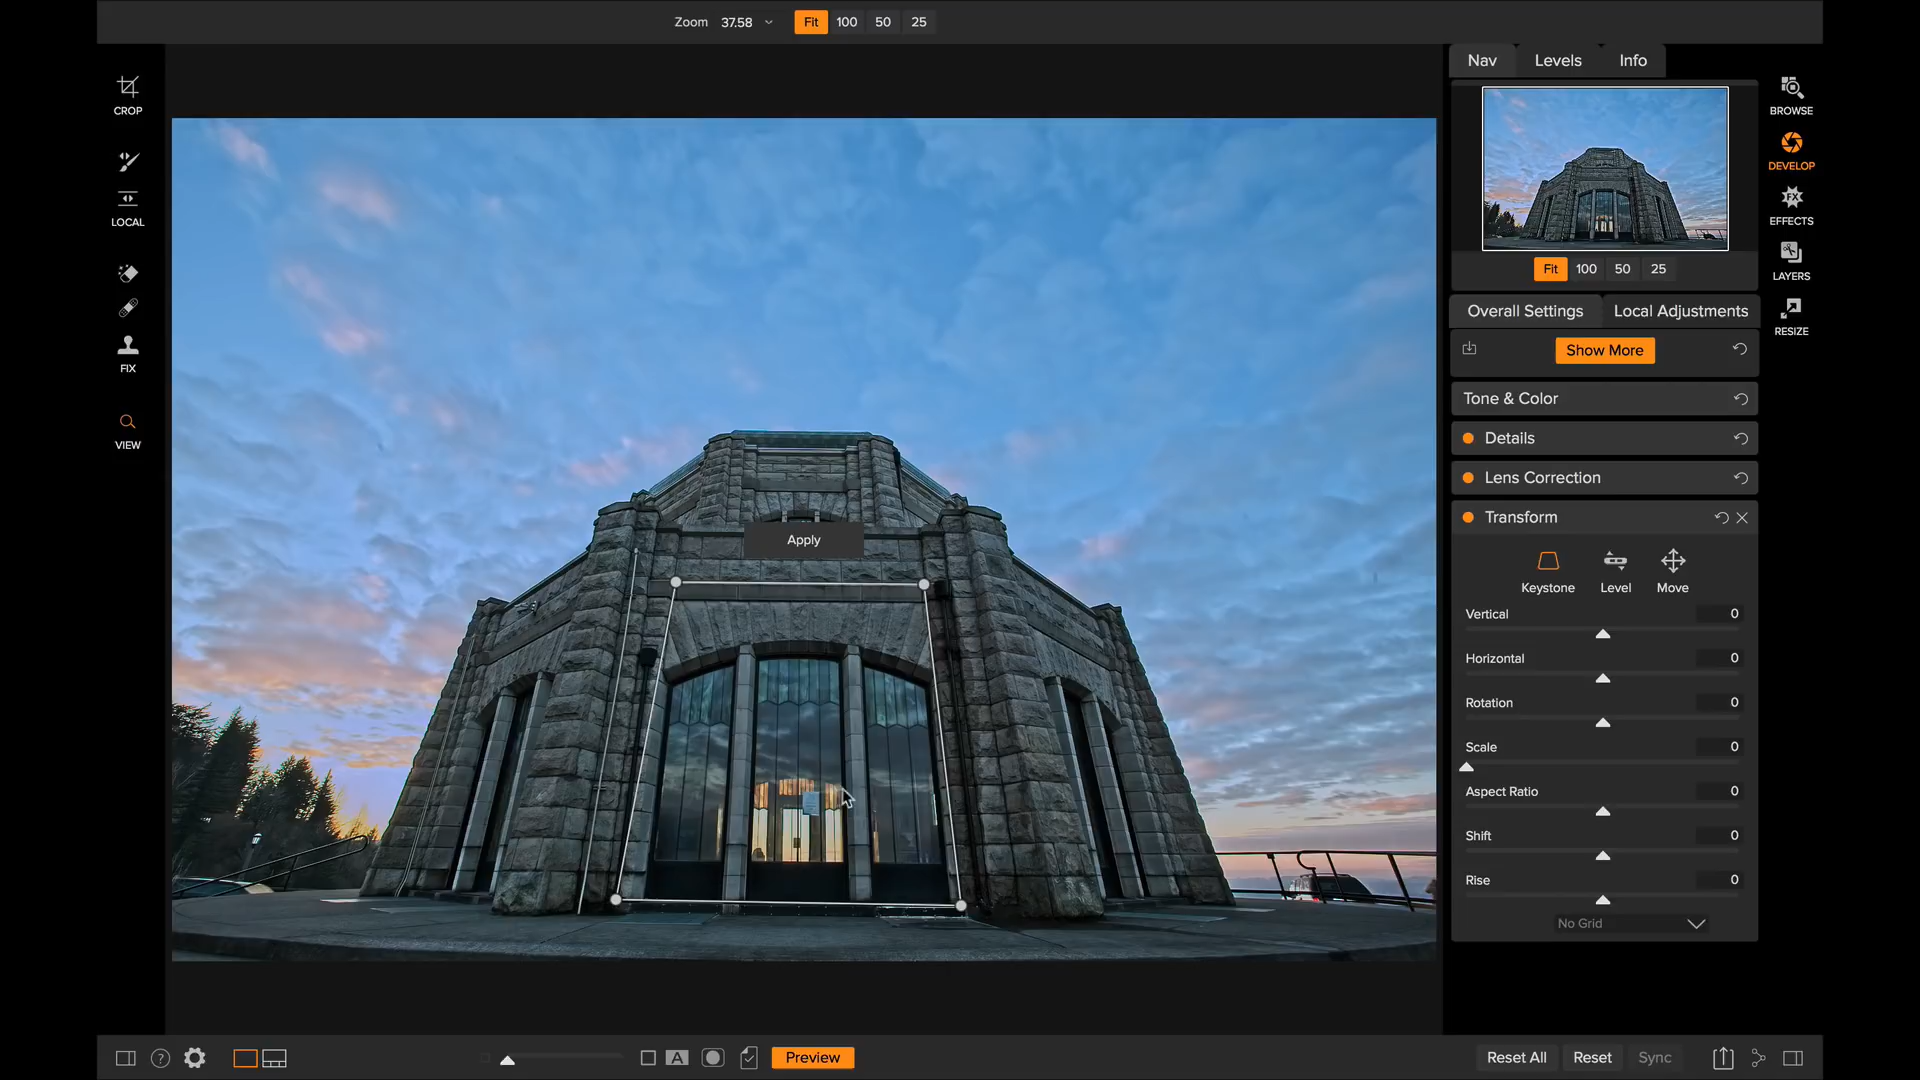 Zoom 37.58 Fit 100 50 25
CROP
LOCAL
FIX
VIEW
Apply
Nav Levels Info
Fit 100 50 25
Overall Settings Local Adjustments
Show More
Tone & Color
Details
Lens Correction
Transform
Keystone Level Move
Vertical 0
Horizontal 0
Rotation 0
Scale 0
Aspect Ratio 0
Shift 0
Rise 0
No Grid
BROWSE
DEVELOP
FX
EFFECTS
LAYERS
RESIZE
? A Preview Reset All Reset Sync